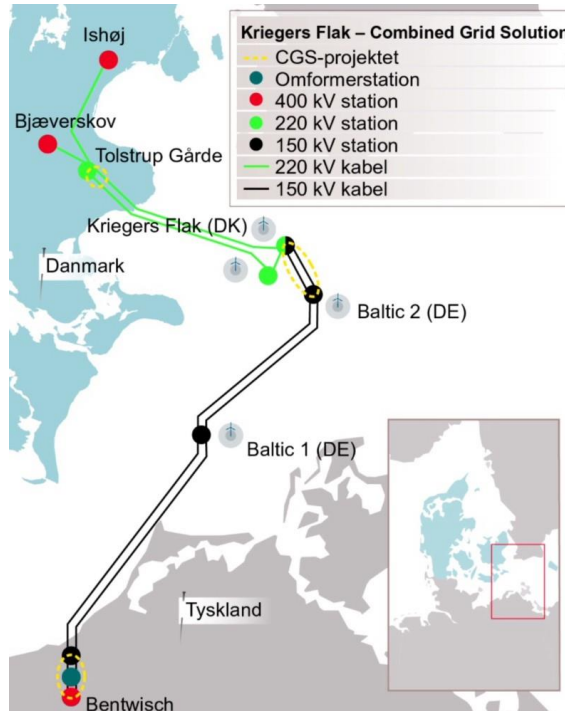 Kriegers Flak – Combined Grid Solution
CGS-projektet
Omformerstation
400 kV station
220 kV station
150 kV station
220 kV kabel
150 kV kabel
Ishøj
Bjæverskov
Tolstrup Gårde
Kriegers Flak (DK)
Danmark
Baltic 2 (DE)
Baltic 1 (DE)
Tyskland
Bentwisch